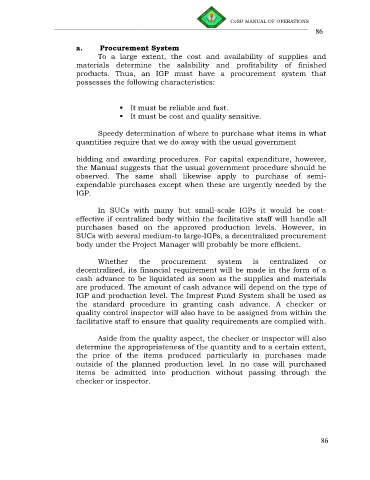 CSSU MANUAL OF OPERATIONS
86
a. Procurement System
To a large extent, the cost and availability of supplies and
materials determine the salability and profitability of finished
products. Thus, an IGP must have a procurement system that
possesses the following characteristics:
▪ It must be reliable and fast.
▪ It must be cost and quality sensitive.
Speedy determination of where to purchase what items in what
quantities require that we do away with the usual government
bidding and awarding procedures. For capital expenditure, however,
the Manual suggests that the usual government procedure should be
observed. The same shall likewise apply to purchase of semi-
expendable purchases except when these are urgently needed by the
IGP.
In SUCs with many but small-scale IGPs it would be cost-
effective if centralized body within the facilitative staff will handle all
purchases based on the approved production levels. However, in
SUCs with several medium-to large-IGPs, a decentralized procurement
body under the Project Manager will probably be more efficient.
Whether the procurement system is centralized or
decentralized, its financial requirement will be made in the form of a
cash advance to be liquidated as soon as the supplies and materials
are produced. The amount of cash advance will depend on the type of
IGP and production level. The Imprest Fund System shall be used as
the standard procedure in granting cash advance. A checker or
quality control inspector will also have to be assigned from within the
facilitative staff to ensure that quality requirements are complied with.
Aside from the quality aspect, the checker or inspector will also
determine the appropristeness of the quantity and to a certain extent,
the price of the items produced particularly in purchases made
outside of the planned production level. In no case will purchased
items be admitted into production without passing through the
checker or inspector.
86